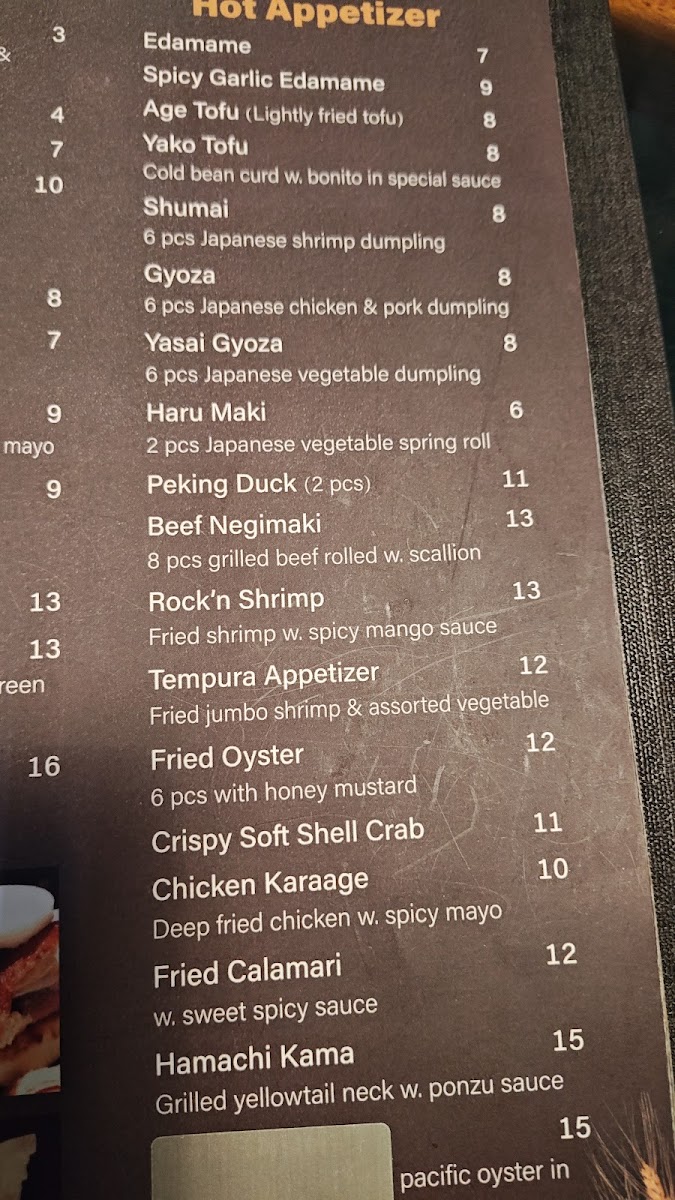 3
&
4
7
10
8
7
9
mayo
9
13
13
reen
16
Hot Appetizer
Edamame 7
Spicy Garlic Edamame 9
Age Tofu (Lightly fried tofu) 8
Yako Tofu 8
Cold bean curd w. bonito in special sauce
Shumai 8
6 pcs Japanese shrimp dumpling
Gyoza 8
6 pcs Japanese chicken & pork dumpling
Yasai Gyoza 8
6 pcs Japanese vegetable dumpling
Haru Maki 6
2 pcs Japanese vegetable spring roll
Peking Duck (2 pcs) 11
Beef Negimaki 13
8 pcs grilled beef rolled w. scallion
Rock'n Shrimp 13
Fried shrimp w. spicy mango sauce
Tempura Appetizer 12
Fried jumbo shrimp & assorted vegetable
Fried Oyster 12
6 pcs with honey mustard
Crispy Soft Shell Crab 11
Chicken Karaage 10
Deep fried chicken w. spicy mayo
Fried Calamari 12
w. sweet spicy sauce
Hamachi Kama 15
Grilled yellowtail neck w. ponzu sauce
15
pacific oyster in